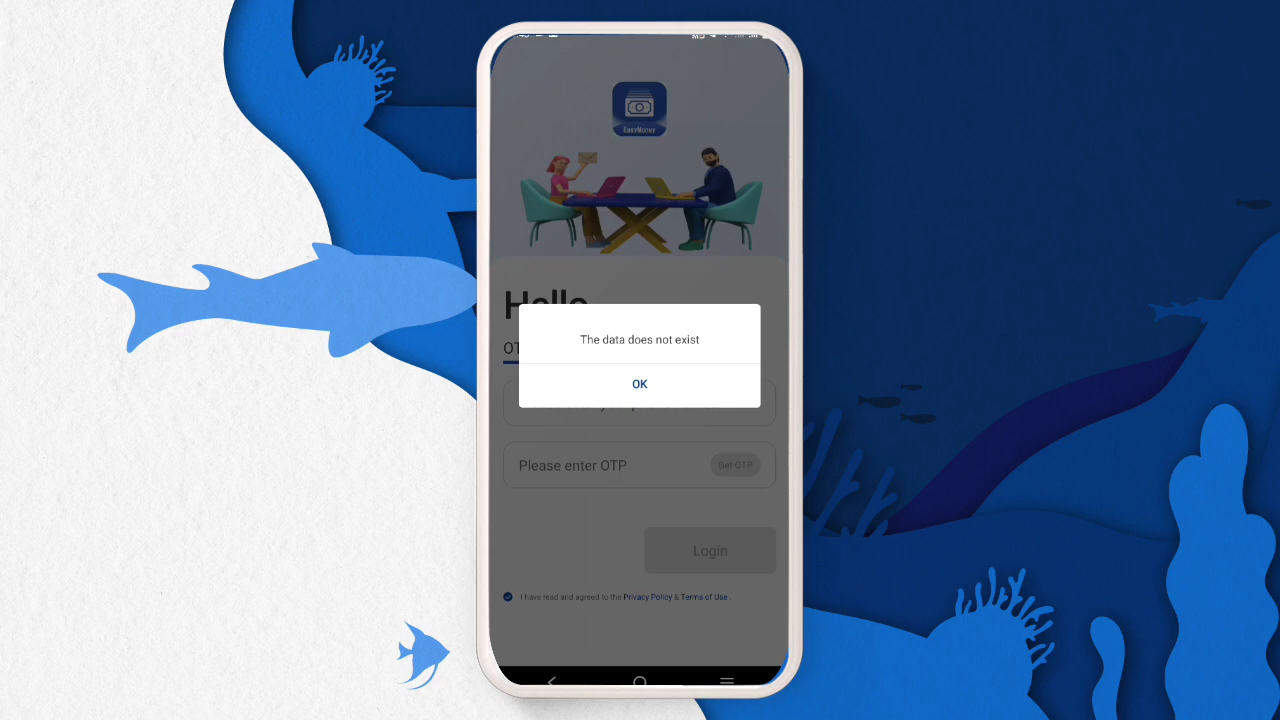 EASYMONEY
Hello
The data does not exist
OK
Please enter OTP
Get OTP
Login
I have read and agreed to the Privacy Policy & Terms of Use .